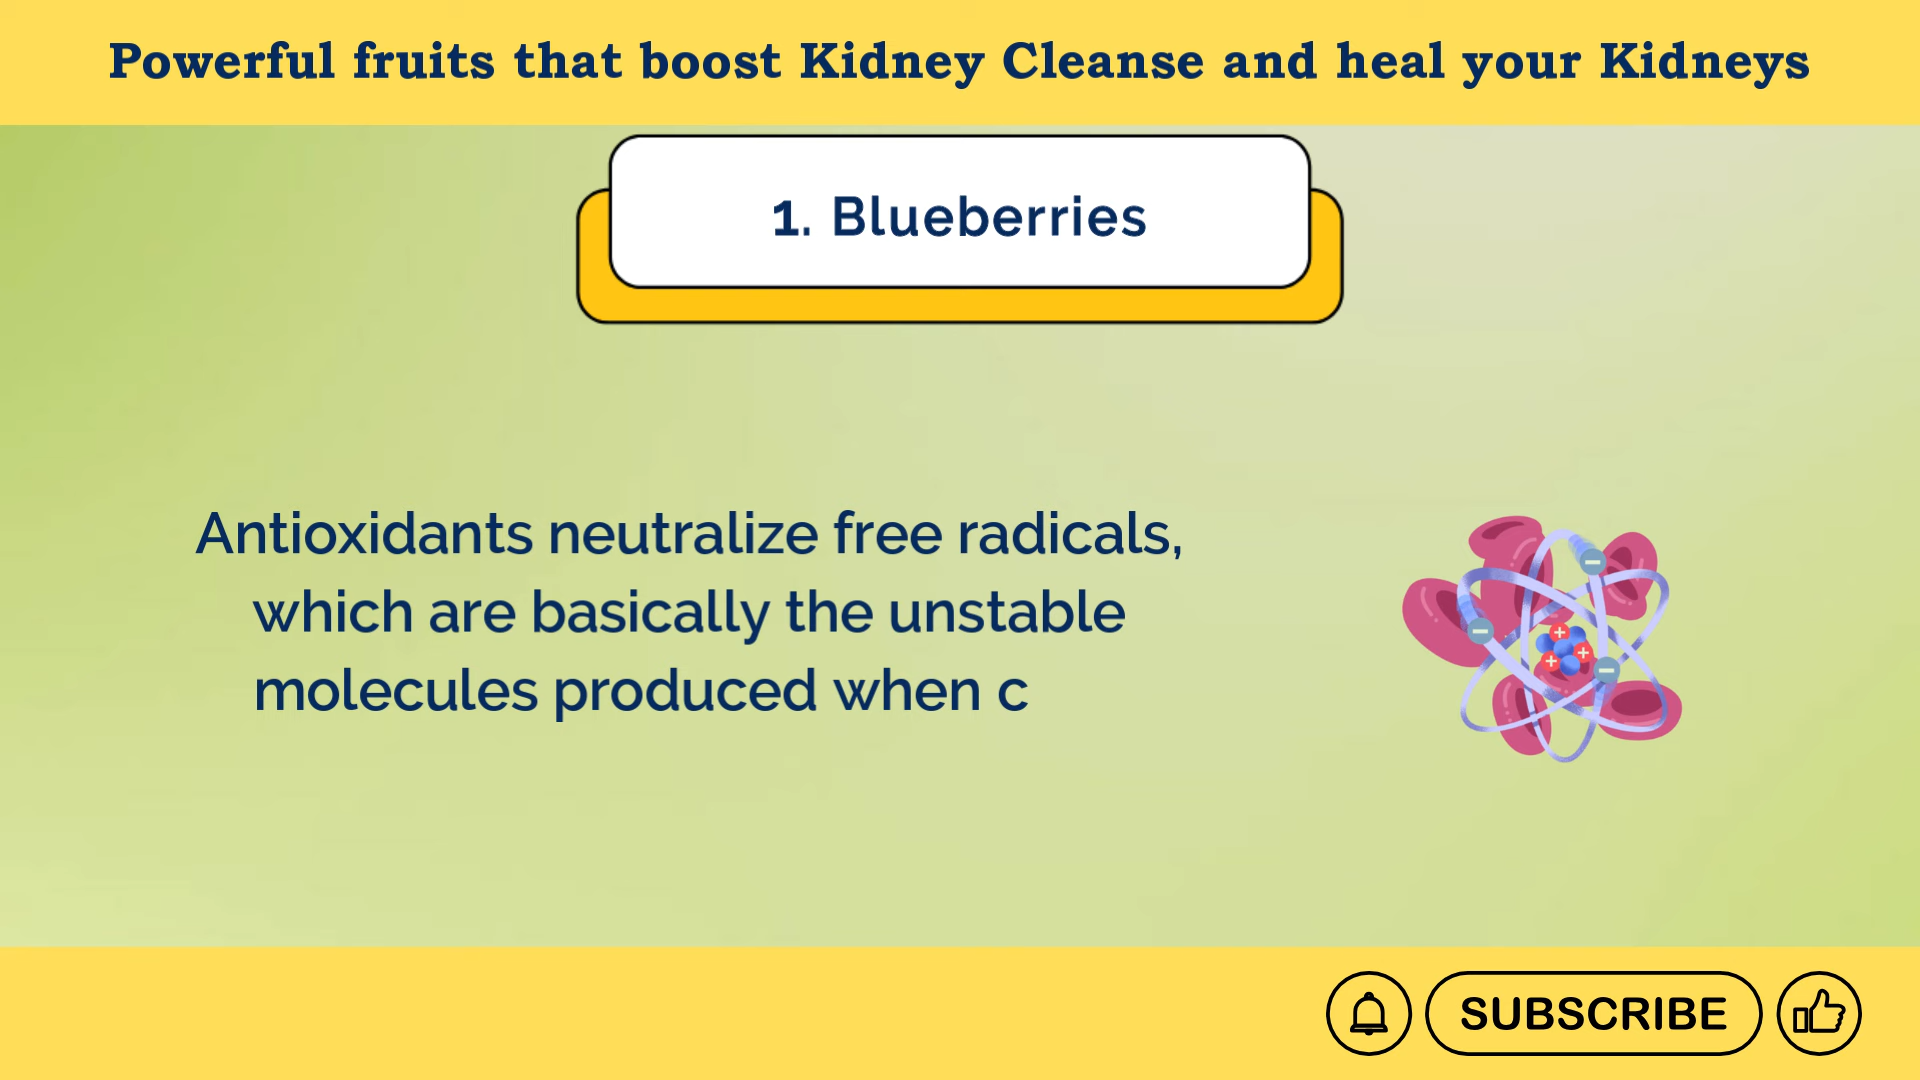 Powerful fruits that boost Kidney Cleanse and heal your Kidneys
1. Blueberries
Antioxidants neutralize free radicals,
which are basically the unstable
molecules produced when c
SUBSCRIBE